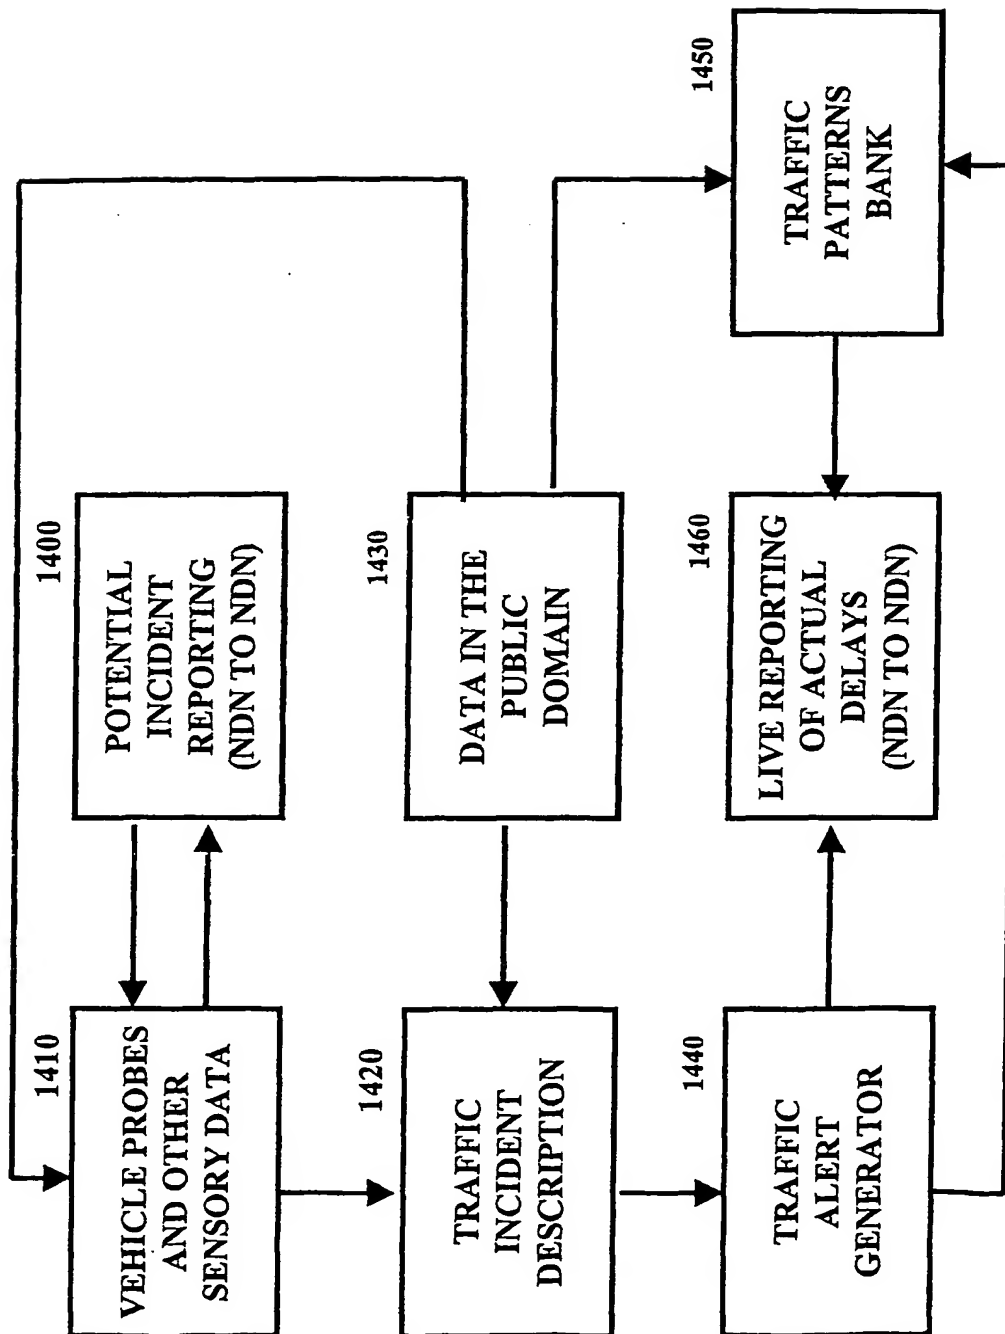 1410
VEHICLE PROBES
AND OTHER
SENSORY DATA
1400
POTENTIAL
INCIDENT
REPORTING
(NDN TO NDN)
1420
TRAFFIC
INCIDENT
DESCRIPTION
1430
DATA IN THE
PUBLIC
DOMAIN
1440
TRAFFIC
ALERT
GENERATOR
1460
LIVE REPORTING
OF ACTUAL
DELAYS
(NDN TO NDN)
1450
TRAFFIC
PATTERNS
BANK